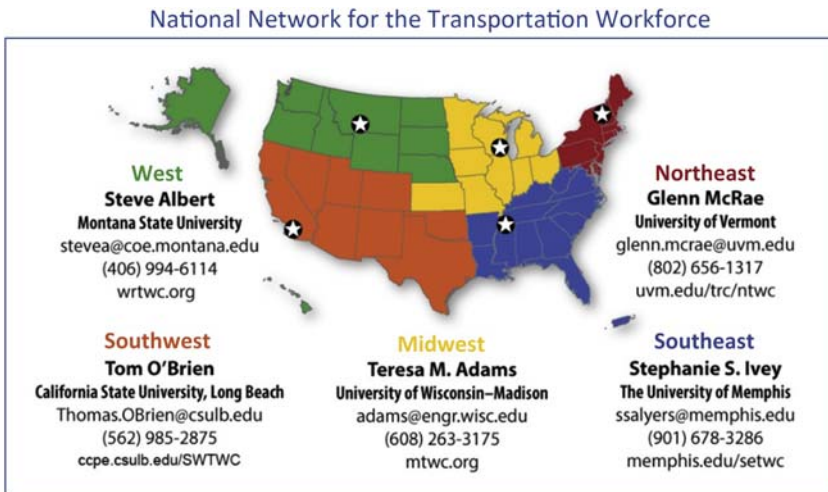 National Network for the Transportation Workforce
West
Steve Albert
Montana State University
stevea@coe.montana.edu
(406) 994-6114
wrtwc.org
Northeast
Glenn McRae
University of Vermont
glenn.mcrae@uvm.edu
(802) 656-1317
uvm.edu/trc/ntwc
Southwest
Tom O’Brien
California State University, Long Beach
Thomas.OBrien@csulb.edu
(562) 985-2875
ccpe.csulb.edu/SWTWC
Midwest
Teresa M. Adams
University of Wisconsin–Madison
adams@engr.wisc.edu
(608) 263-3175
mtwc.org
Southeast
Stephanie S. Ivey
The University of Memphis
ssalyers@memphis.edu
(901) 678-3286
memphis.edu/setwc